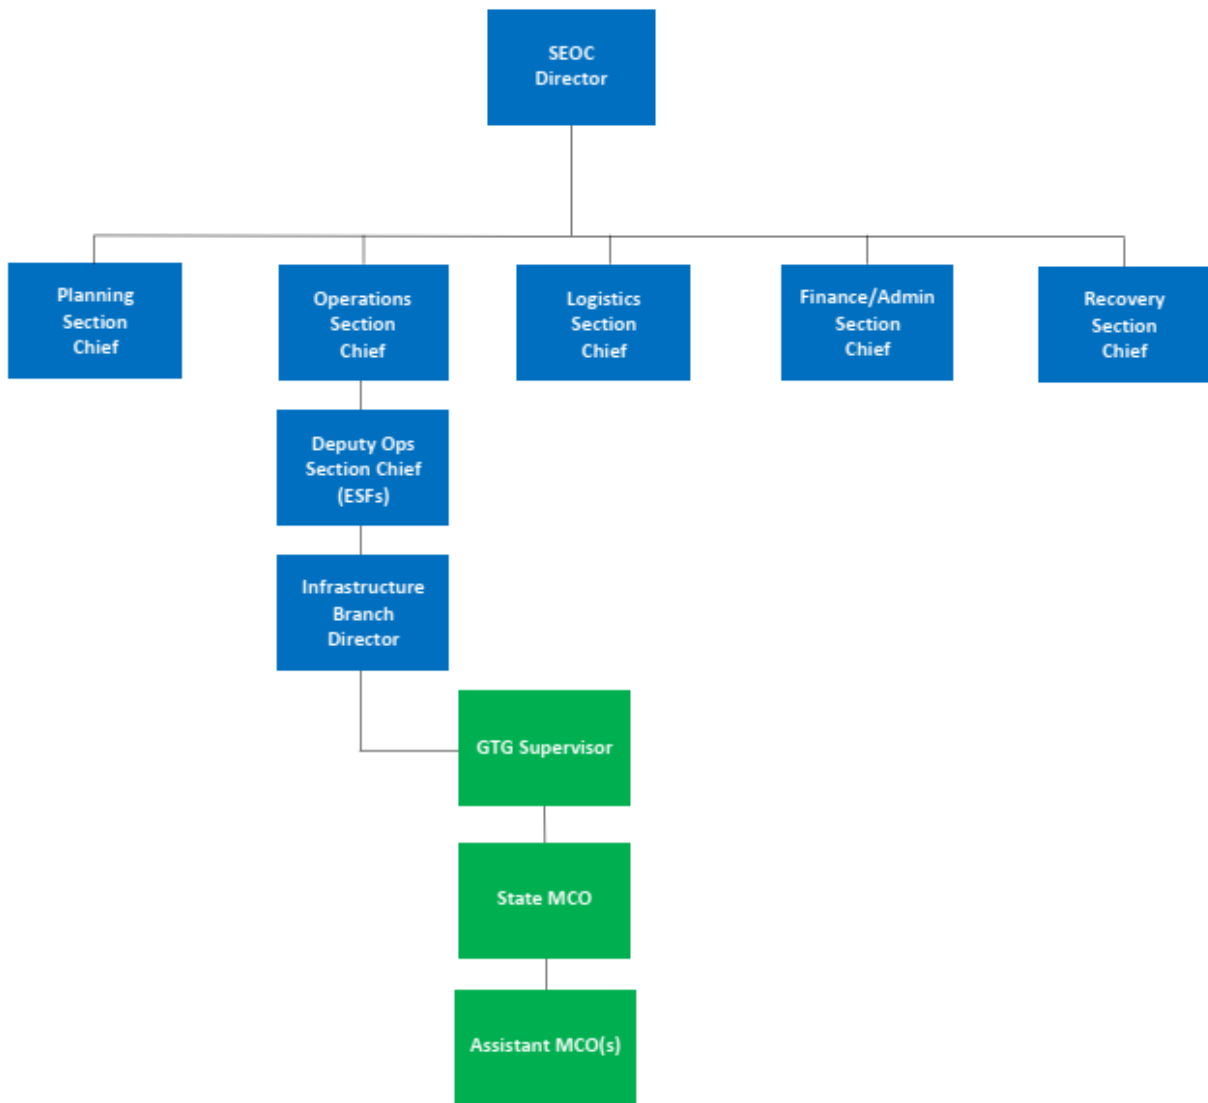 SEOC
Director
Planning
Section
Chief
Operations
Section
Chief
Logistics
Section
Chief
Finance/Admin
Section
Chief
Recovery
Section
Chief
Deputy Ops
Section Chief
(ESFs)
Infrastructure
Branch
Director
GTG Supervisor
State MCO
Assistant MCO(s)